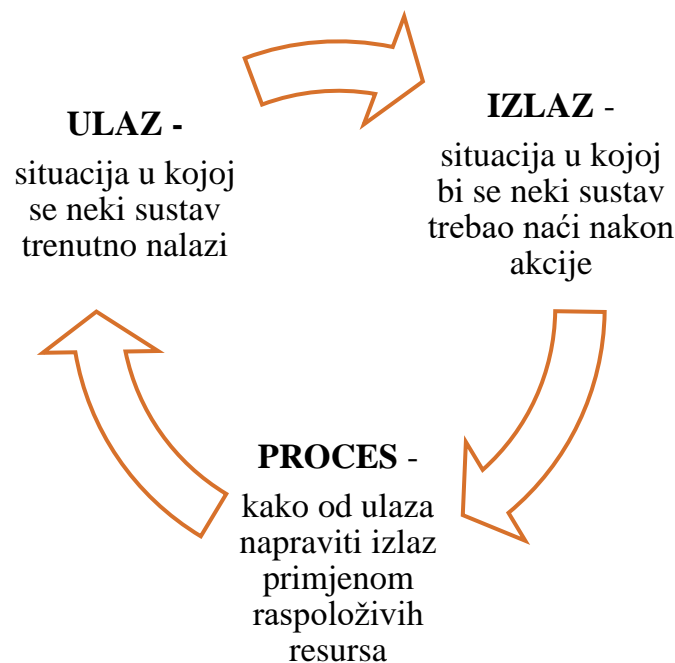 ULAZ -
situacija u kojoj
se neki sustav
trenutno nalazi
IZLAZ -
situacija u kojoj
bi se neki sustav
trebao naći nakon
akcije
PROCES -
kako od ulaza
napraviti izlaz
primjenom
raspoloživih
resursa